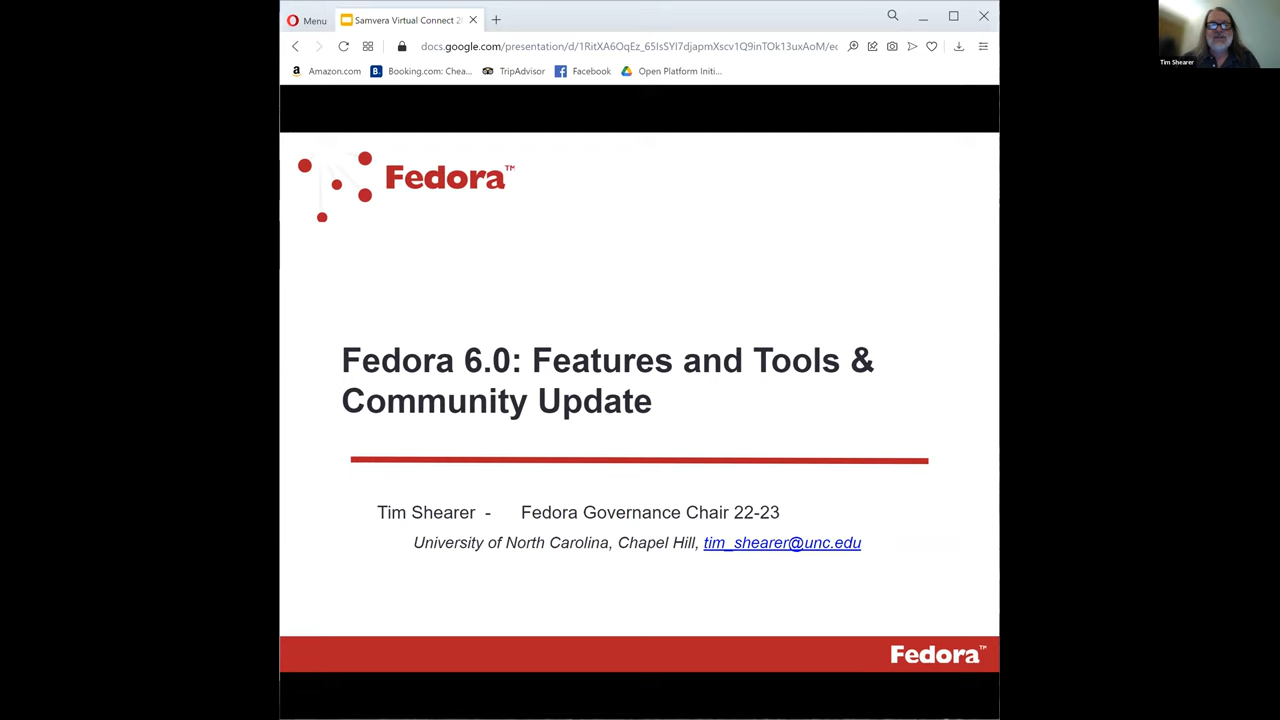 Menu
Samvera Virtual Connect 2
docs.google.com/presentation/d/1RitXA6OqEz_65IsSYl7djapmXscv1Q9inTOk13uxAoM/ec
Amazon.com
Booking.com: Chea...
TripAdvisor
Facebook
Open Platform Initi...
Tim Shearer
Fedora™
Fedora 6.0: Features and Tools &
Community Update
Tim Shearer - Fedora Governance Chair 22-23
University of North Carolina, Chapel Hill, tim_shearer@unc.edu
Fedora™